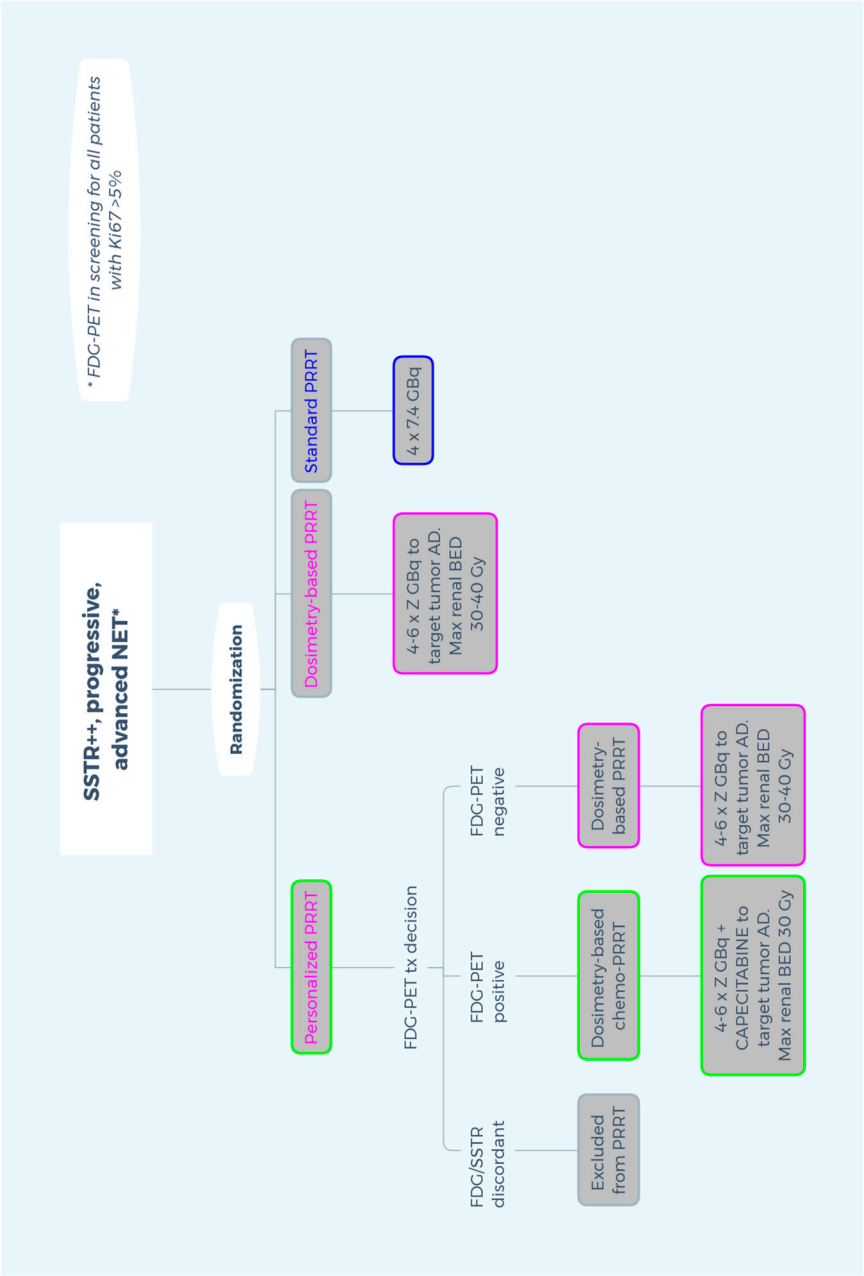 * FDG-PET in screening for all patients
with Ki67 >5%
SSTR++, progressive,
advanced NET*
Randomization
Personalized PRRT
Dosimetry-based PRRT
Standard PRRT
FDG-PET tx decision
4-6 x Z GBq to
target tumor AD.
Max renal BED
30-40 Gy
4 x 7.4 GBq
FDG/SSTR
discordant
FDG-PET
positive
FDG-PET
negative
Excluded
from PRRT
Dosimetry-based
chemo-PRRT
Dosimetry-
based PRRT
4-6 x Z GBq +
CAPECITABINE to
target tumor AD.
Max renal BED 30 Gy
4-6 x Z GBq to
target tumor AD.
Max renal BED
30-40 Gy